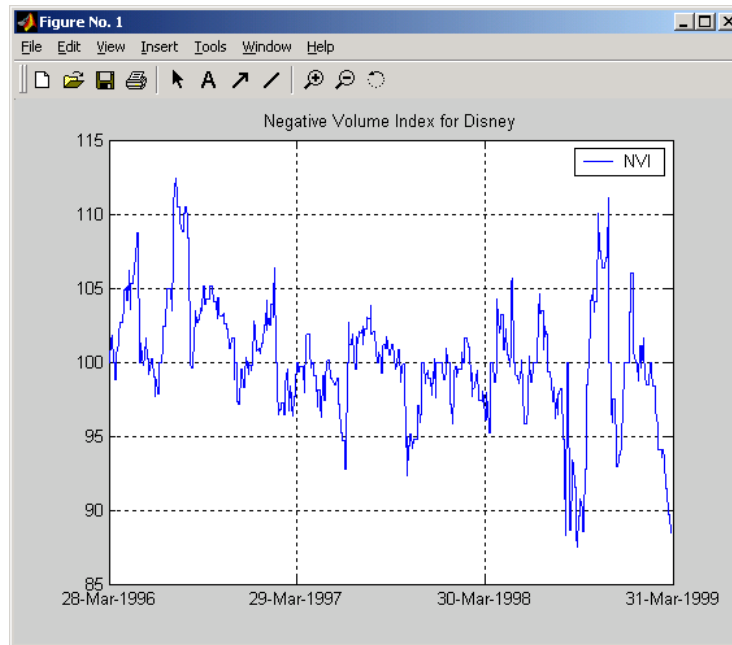 Figure No. 1
File Edit View Insert Tools Window Help
A
Negative Volume Index for Disney
NVI
115
110
105
100
95
90
85
28-Mar-1996 29-Mar-1997 30-Mar-1998 31-Mar-1999